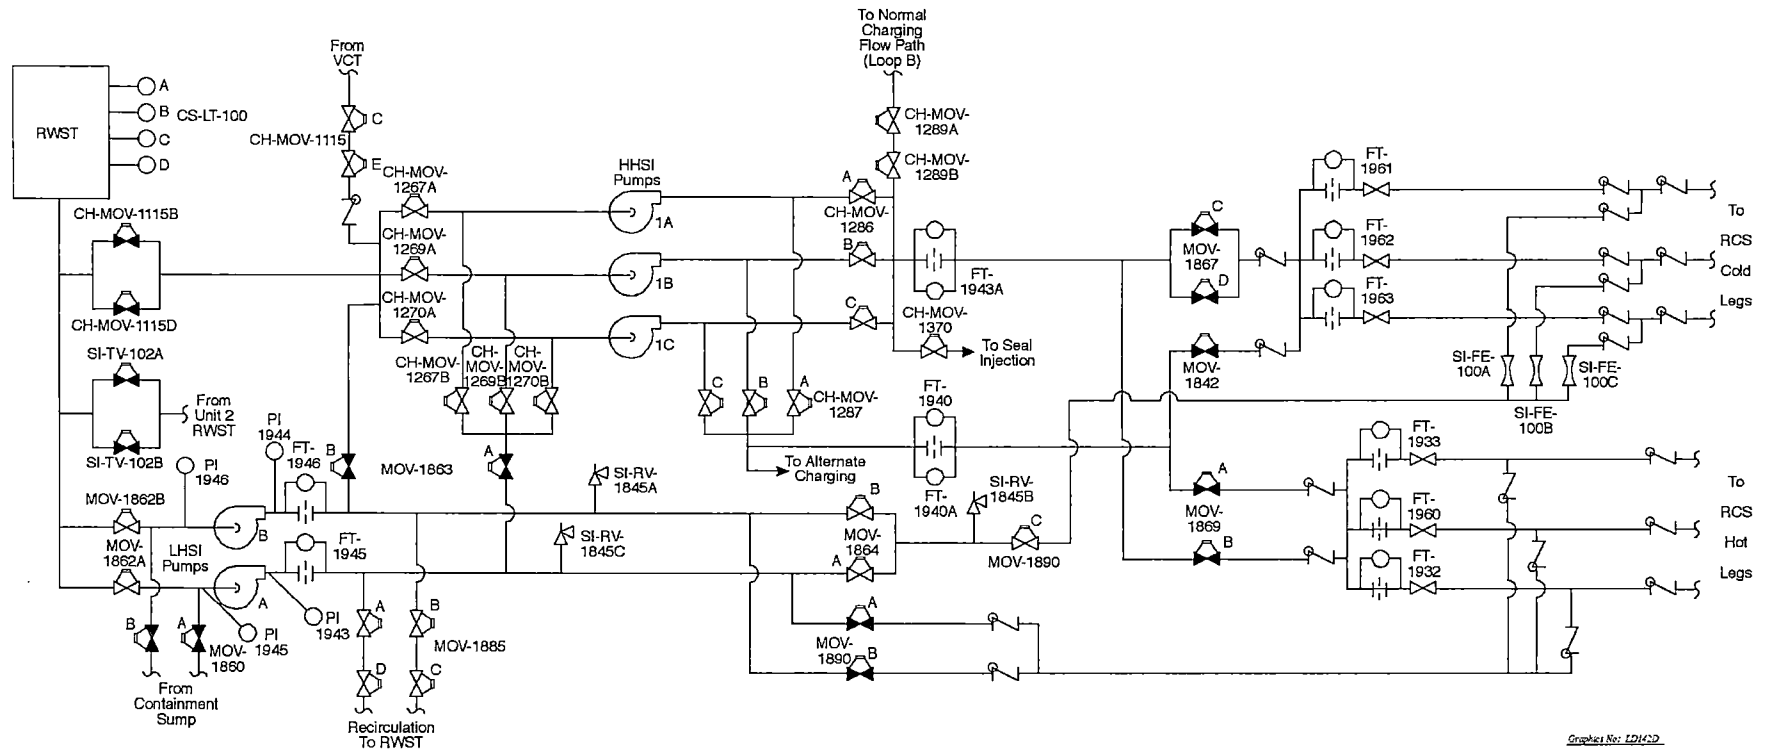 To Normal
Charging
Flow Path
(Loop B)
From
VCT
A
B
C
D
CS-LT-100
RWST
C
CH-MOV-1115
E
CH-MOV-
1289A
CH-MOV-
1289B
CH-MOV-
1267A
HHSI
Pumps
A
CH-MOV-
1286
1A
FT-
1961
CH-MOV-1115B
CH-MOV-
1269A
B
1B
FT-
1943A
C
MOV-
1867
D
FT-
1962
To
RCS
Cold
Legs
CH-MOV-1115D
CH-MOV-
1270A
C
1C
CH-MOV-
1370
To Seal
Injection
FT-
1963
MOV-
1842
SI-TV-102A
CH-MOV-
1267B
CH-
MOV-
1269B
CH-
MOV-
1270B
C
B
A
CH-MOV-
1287
SI-FE-
100A
SI-FE-
100C
SI-FE-
100B
From
Unit 2
RWST
SI-TV-102B
FT-
1940
FT-
1940A
To Alternate
Charging
PI
1944
PI
1946
FT-
1946
B
MOV-1863
A
SI-RV-
1845A
SI-RV-
1845B
FT-
1933
A
MOV-
1869
B
MOV-1862B
B
B
MOV-
1864
A
C
MOV-1890
FT-
1960
To
RCS
Hot
Legs
MOV-
1862A
LHSI
Pumps
FT-
1945
SI-RV-
1845C
FT-
1932
A
PI
1943
PI
1945
B
A
MOV-
1860
A
B
MOV-1885
D
C
A
MOV-
1890
B
From
Containment
Sump
Recirculation
To RWST
Graphics No: LD142D